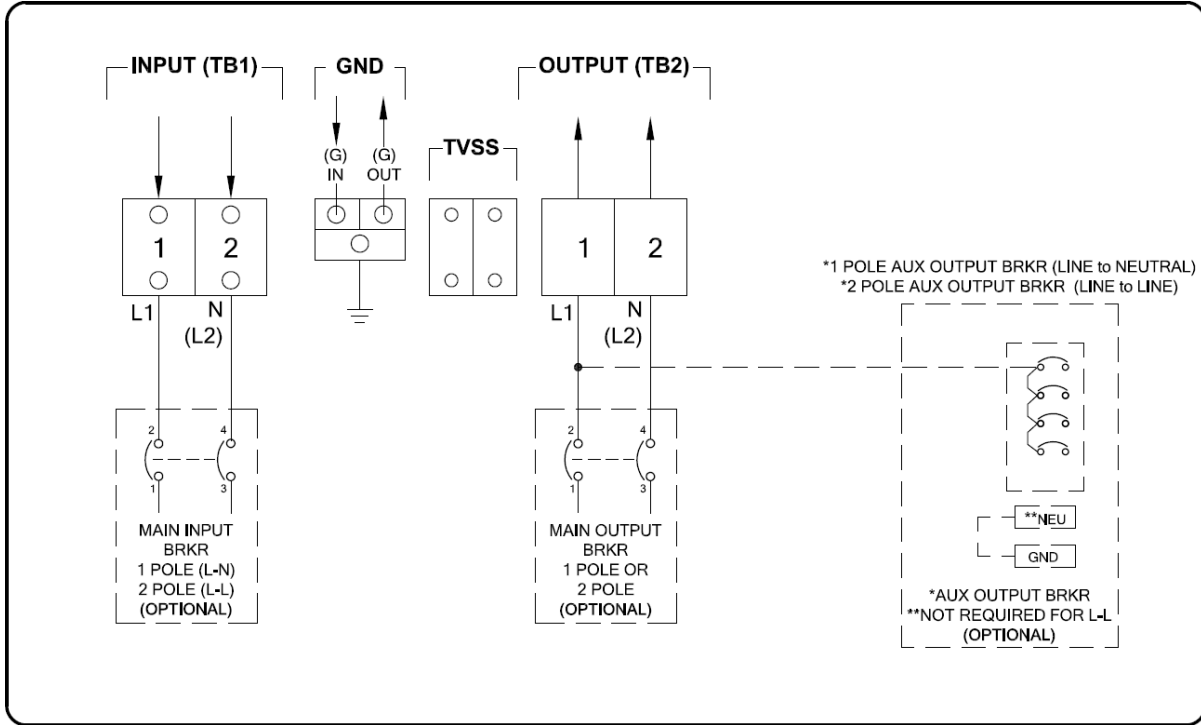 INPUT (TB1)
GND
OUTPUT (TB2)
TVSS
(G)
IN
(G)
OUT
1
2
1
2
L1
N
(L2)
L1
N
(L2)
*1 POLE AUX OUTPUT BRKR (LINE to NEUTRAL)
*2 POLE AUX OUTPUT BRKR (LINE to LINE)
2
4
1
3
MAIN INPUT
BRKR
1 POLE (L-N)
2 POLE (L-L)
(OPTIONAL)
2
4
1
3
MAIN OUTPUT
BRKR
1 POLE OR
2 POLE
(OPTIONAL)
**NEU
GND
*AUX OUTPUT BRKR
**NOT REQUIRED FOR L-L
(OPTIONAL)